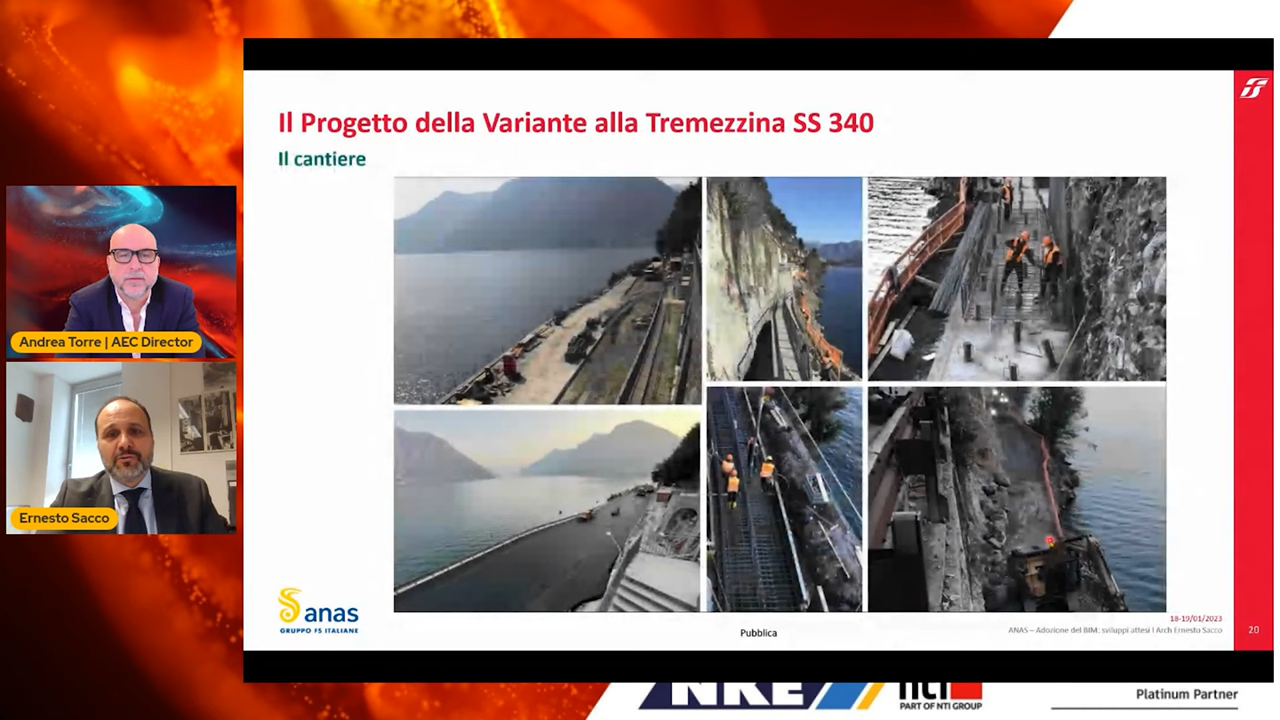 Il Progetto della Variante alla Tremezzina SS 340
Il cantiere
Andrea Torre | AEC Director
Ernesto Sacco
anas
GRUPPO FS ITALIANE
Pubblica
18-19/01/2023
ANAS – Adozione del BIM: sviluppi attesi I Arch Ernesto Sacco
20
NKE
nti
PART OF NTI GROUP
Platinum Partner